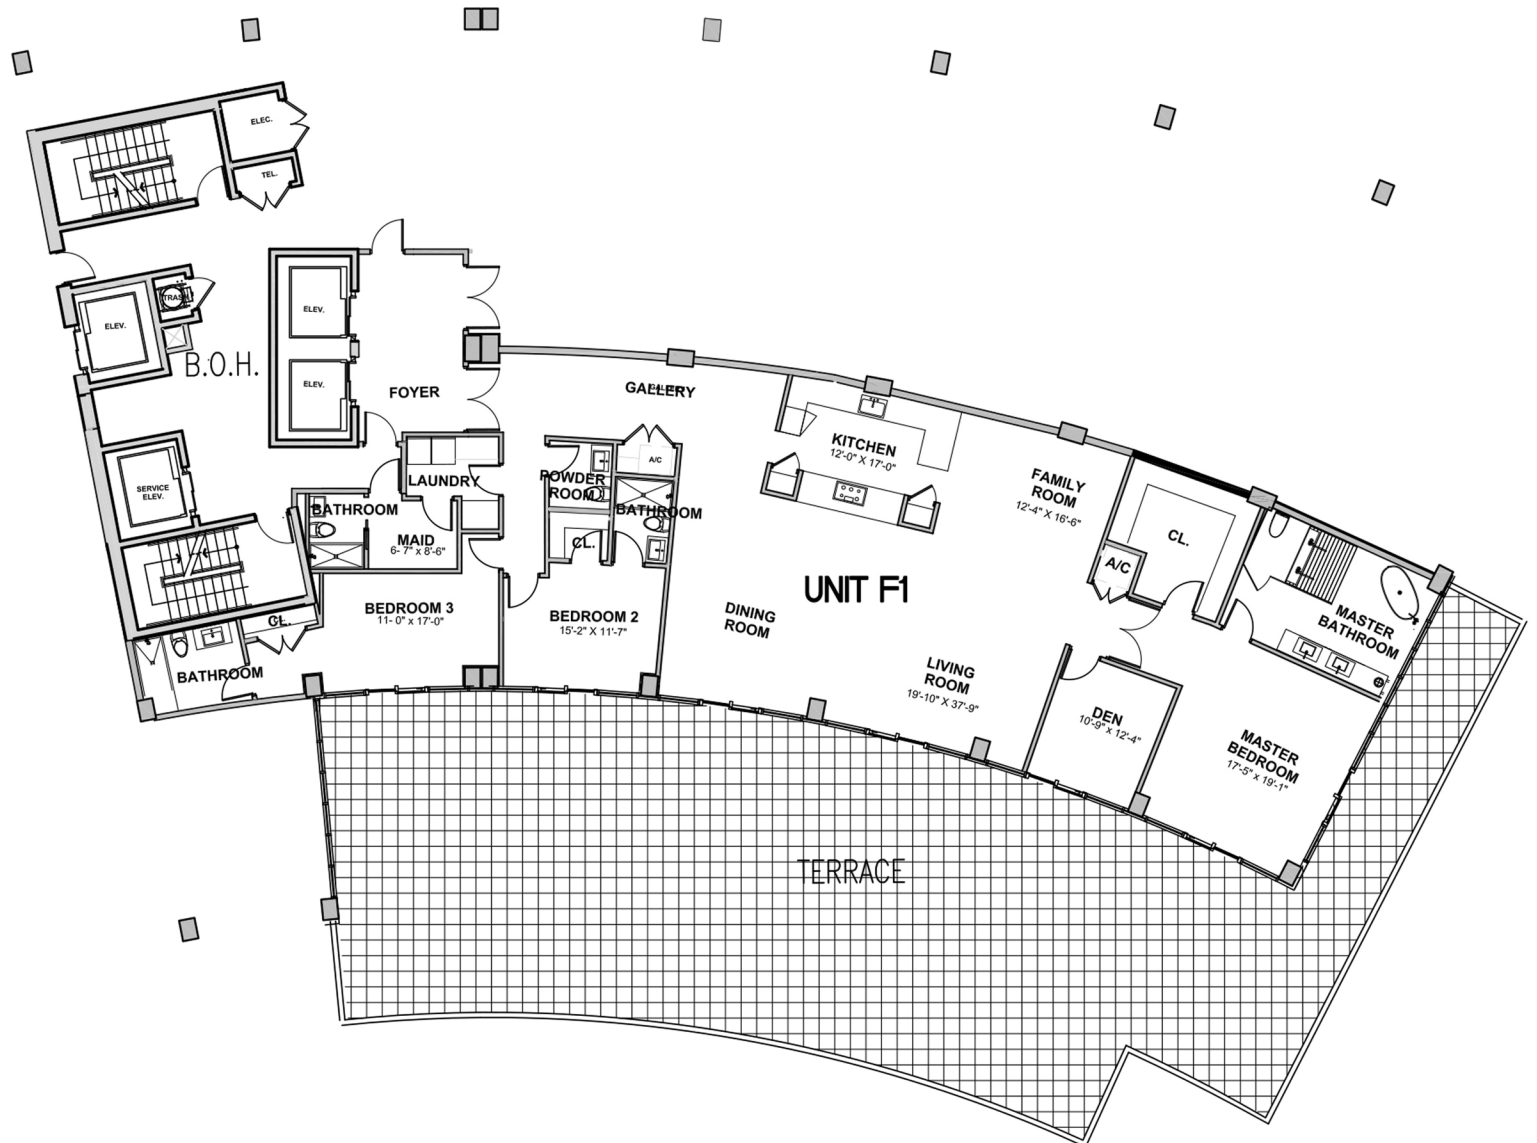 ELEC.
TEL.
ELEV.
TRASH
ELEV.
B.O.H.
ELEV.
FOYER
GALLERY
KITCHEN
12'-0" X 17'-0"
A/C
FAMILY
ROOM
12'-4" X 16'-6"
LAUNDRY
POWDER
ROOM
SERVICE
ELEV.
BATHROOM
BATHROOM
MAID
6- 7" x 8'-6"
CL.
CL.
A/C
UNIT F1
BEDROOM 3
11- 0" x 17'-0"
BEDROOM 2
15'-2" X 11'-7"
DINING
ROOM
CL.
MASTER
BATHROOM
BATHROOM
LIVING
ROOM
19'-10" X 37'-9"
DEN
10'-9" x 12'-4"
MASTER
BEDROOM
17'-5" x 19'-1"
TERRACE